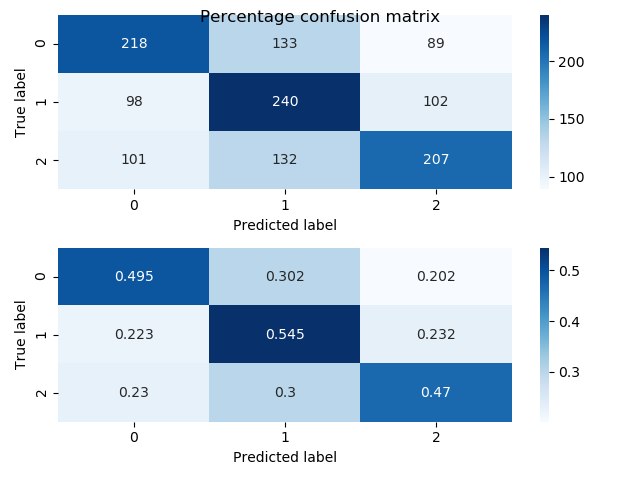 Percentage confusion matrix
True label
0 218 133 89
1 98 240 102
2 101 132 207
0 1 2
Predicted label
200
150
100
True label
0 0.495 0.302 0.202
1 0.223 0.545 0.232
2 0.23 0.3 0.47
0 1 2
Predicted label
0.5
0.4
0.3